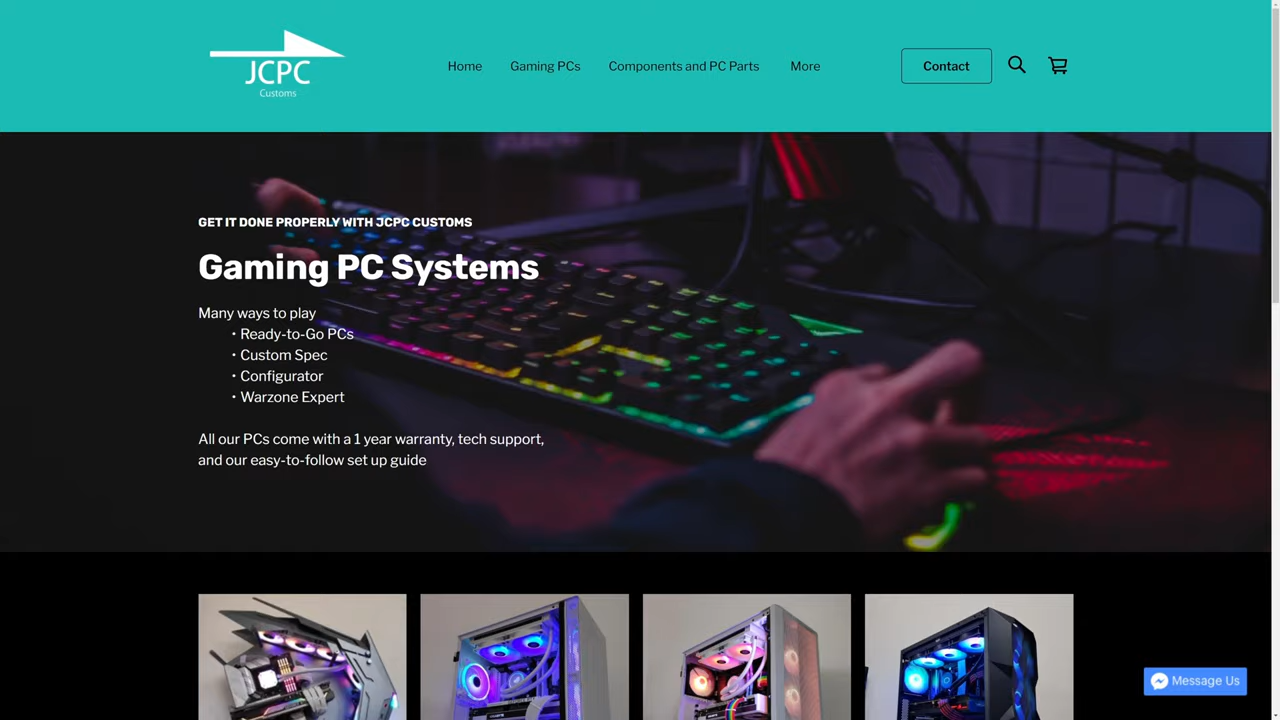 JCPC
Customs
Home
Gaming PCs
Components and PC Parts
More
Contact
GET IT DONE PROPERLY WITH JCPC CUSTOMS
Gaming PC Systems
Many ways to play
• Ready-to-Go PCs
• Custom Spec
• Configurator
• Warzone Expert
All our PCs come with a 1 year warranty, tech support,
and our easy-to-follow set up guide
Message Us